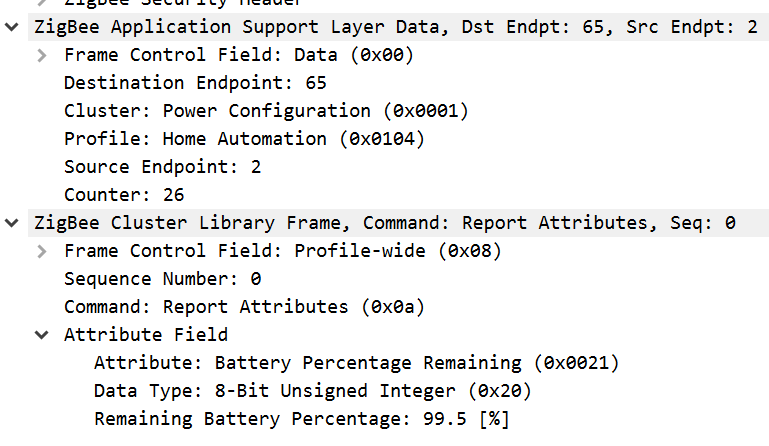 ZigBee Security Header
ZigBee Application Support Layer Data, Dst Endpt: 65, Src Endpt: 2
Frame Control Field: Data (0x00)
Destination Endpoint: 65
Cluster: Power Configuration (0x0001)
Profile: Home Automation (0x0104)
Source Endpoint: 2
Counter: 26
ZigBee Cluster Library Frame, Command: Report Attributes, Seq: 0
Frame Control Field: Profile-wide (0x08)
Sequence Number: 0
Command: Report Attributes (0x0a)
Attribute Field
Attribute: Battery Percentage Remaining (0x0021)
Data Type: 8-Bit Unsigned Integer (0x20)
Remaining Battery Percentage: 99.5 [%]